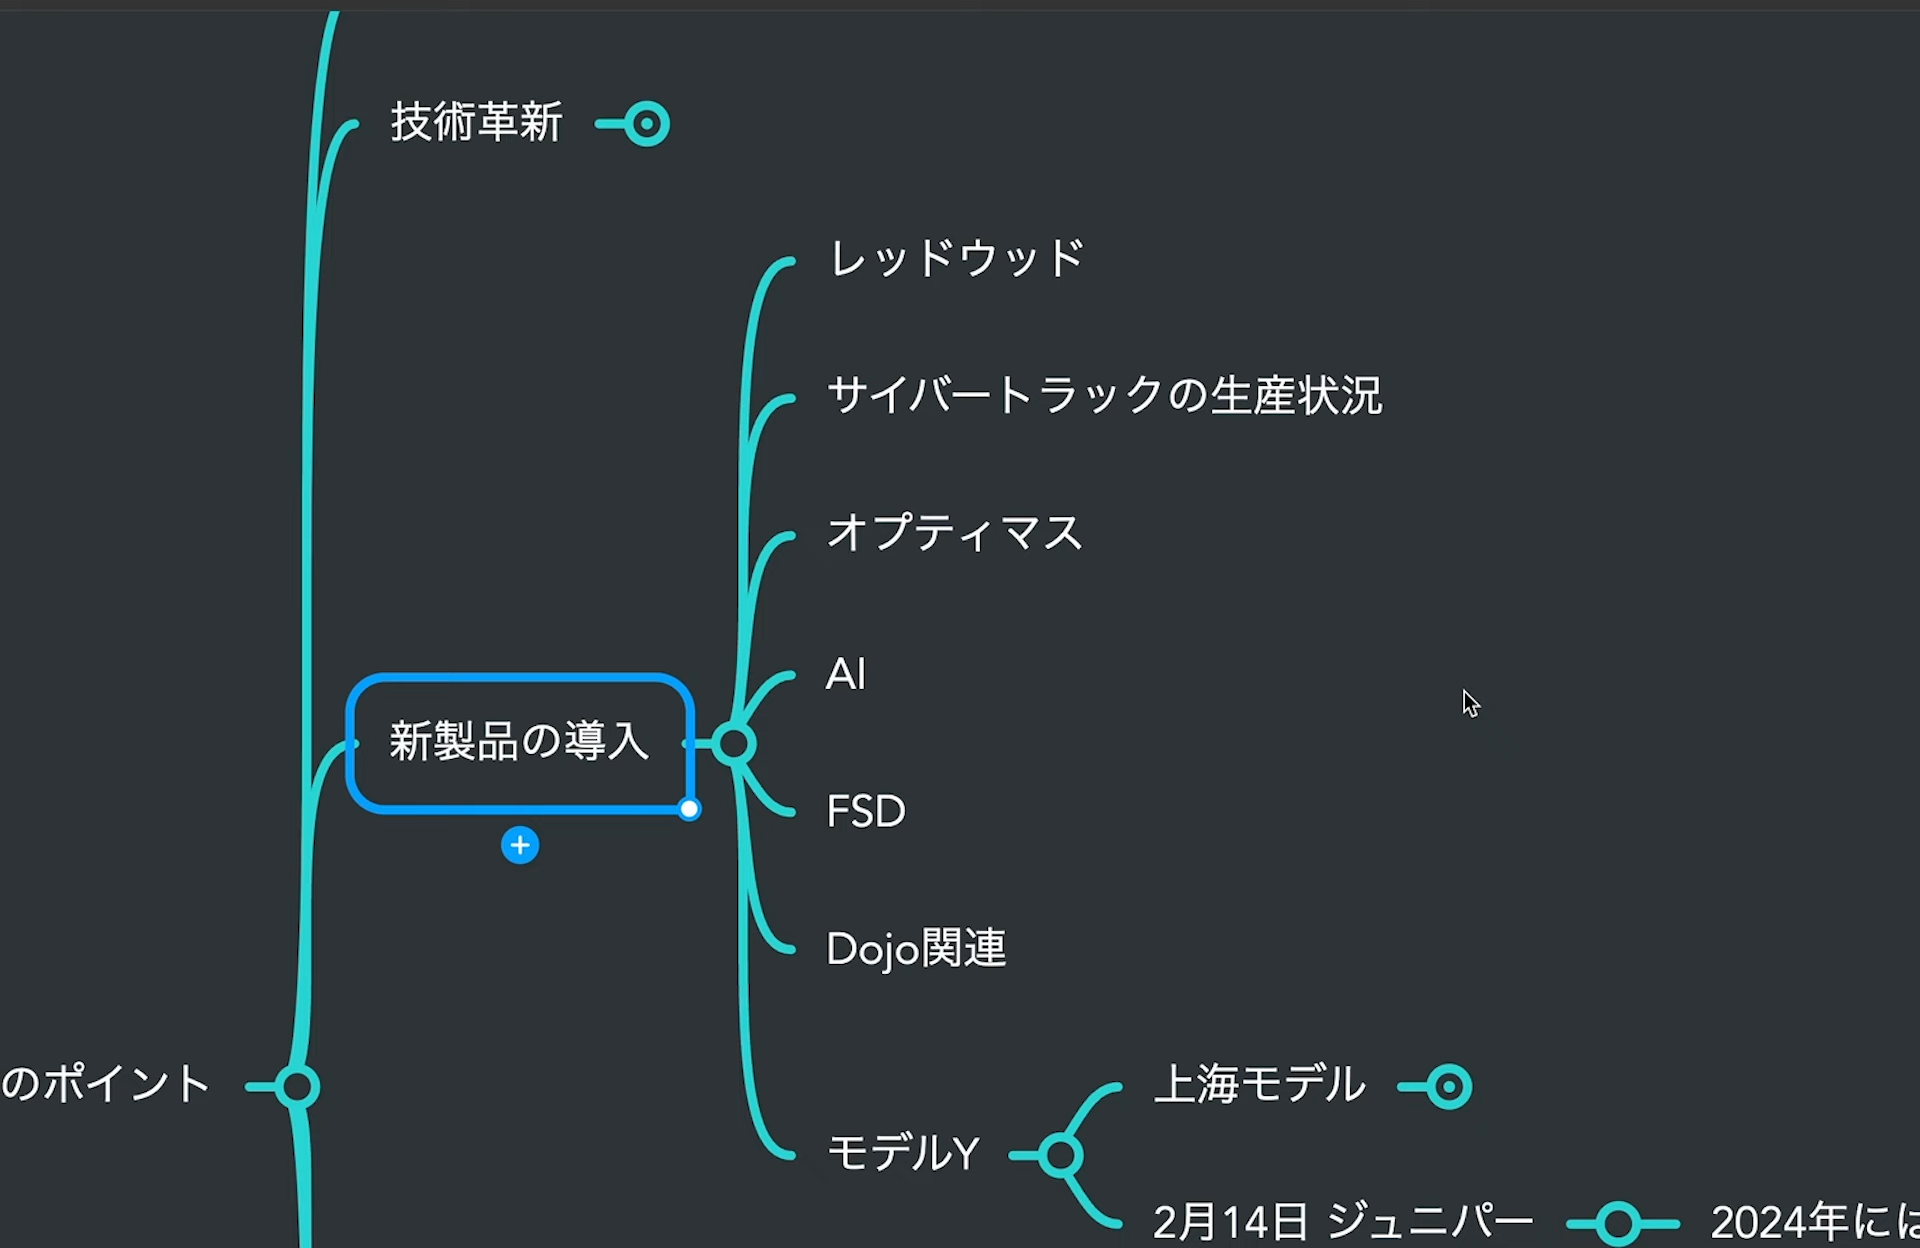 技術革新
レッドウッド
サイバートラックの生産状況
オプティマス
AI
新製品の導入
FSD
Dojo関連
のポイント
上海モデル
モデルY
2月14日 ジュニパー
2024年には